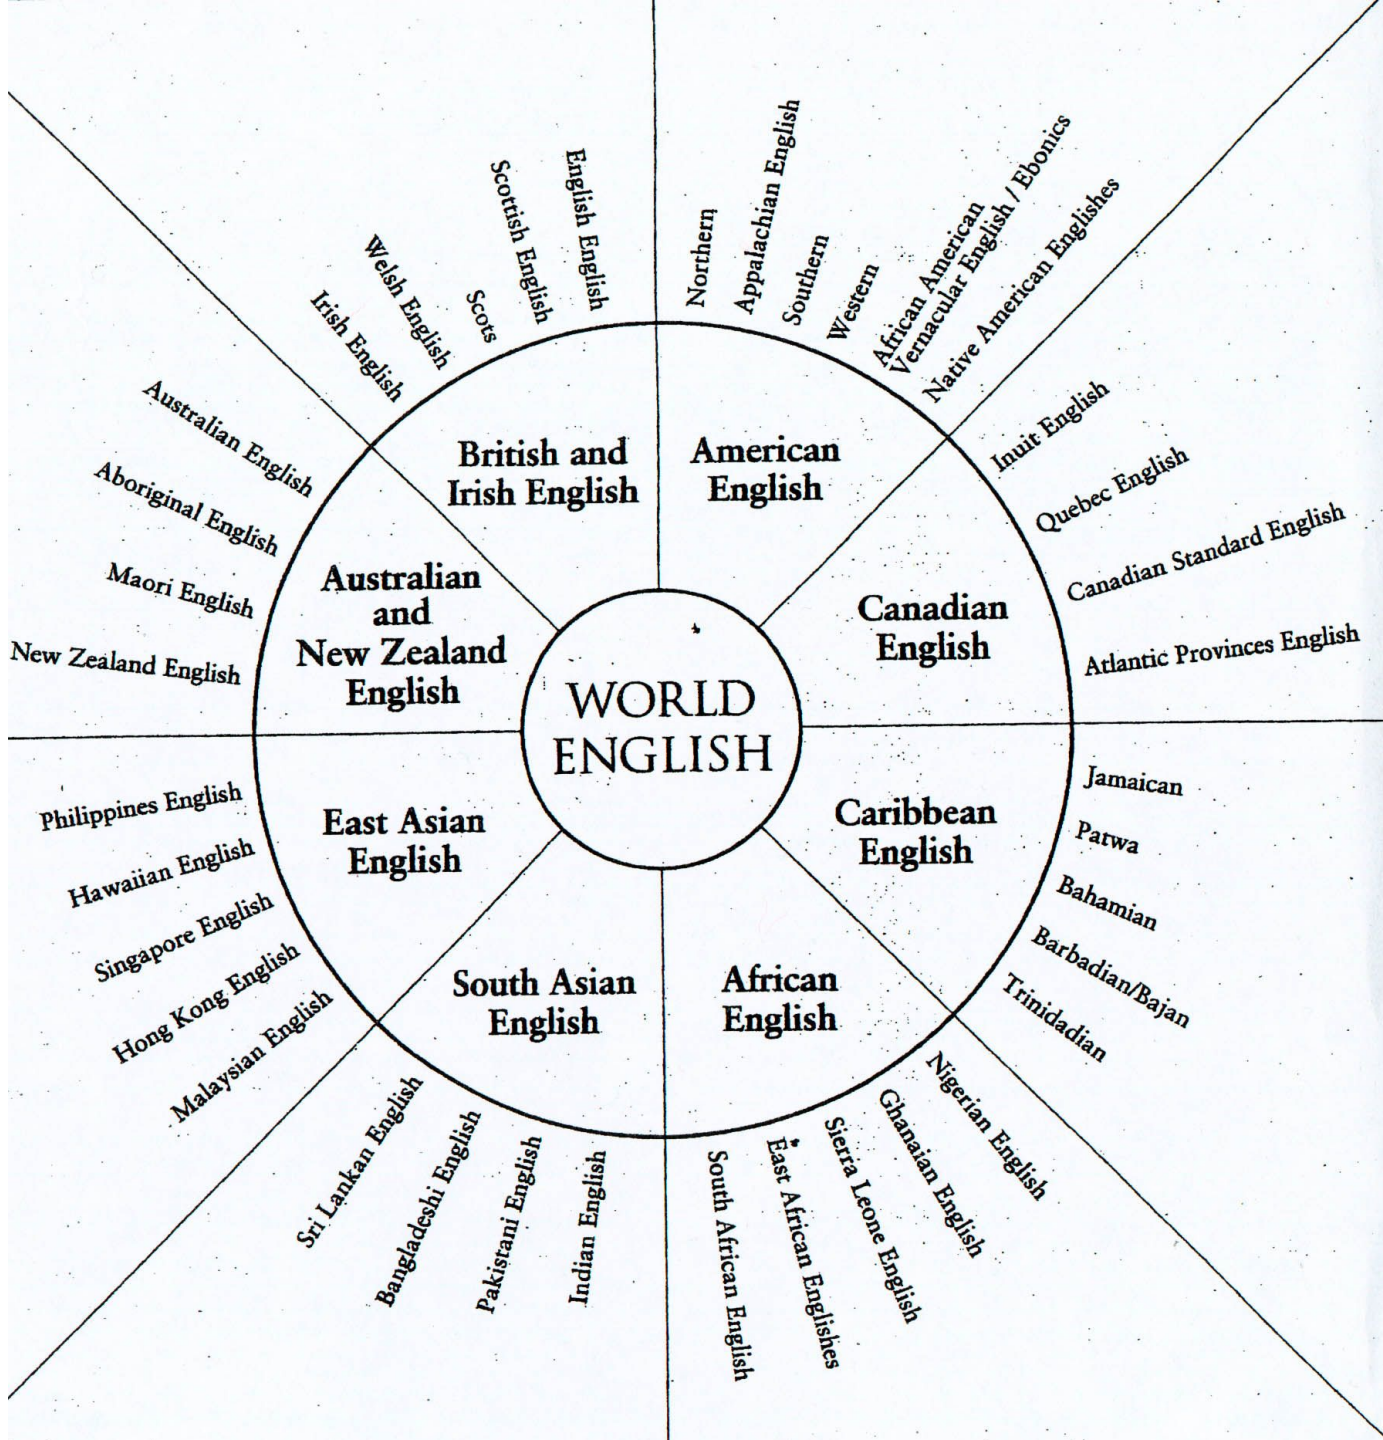 WORLD
ENGLISH
British and
Irish English
Irish English
Welsh English
Scots
Scottish English
English English
American
English
Northern
Appalachian English
Southern
Western
African American
Vernacular English / Ebonics
Native American Englishes
Canadian
English
Inuit English
Quebec English
Canadian Standard English
Atlantic Provinces English
Caribbean
English
Jamaican
Patwa
Bahamian
Barbadian/Bajan
Trinidadian
African
English
Nigerian English
Ghanaian English
Sierra Leone English
East African Englishes
South African English
South Asian
English
Indian English
Pakistani English
Bangladeshi English
Sri Lankan English
East Asian
English
Malaysian English
Hong Kong English
Singapore English
Hawaiian English
Philippines English
Australian
and
New Zealand
English
New Zealand English
Maori English
Aboriginal English
Australian English